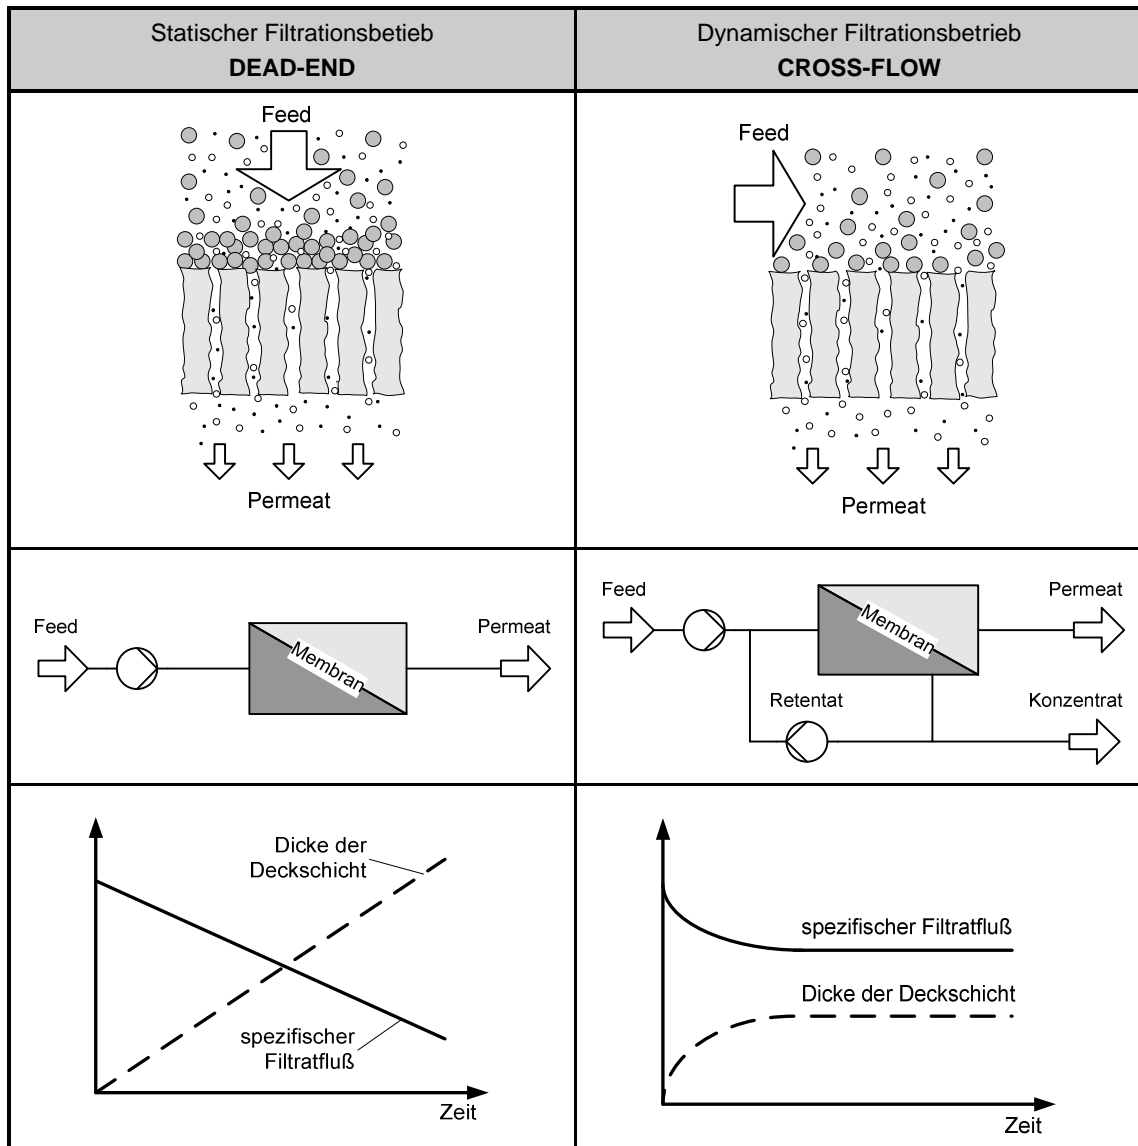 Statischer Filtrationsbetieb
DEAD-END
Dynamischer Filtrationsbetrieb
CROSS-FLOW
Feed
Permeat
Feed
Permeat
Feed
Membran
Permeat
Feed
Membran
Permeat
Retentat
Konzentrat
Dicke der
Deckschicht
spezifischer
Filtratfluß
Zeit
spezifischer Filtratfluß
Dicke der Deckschicht
Zeit